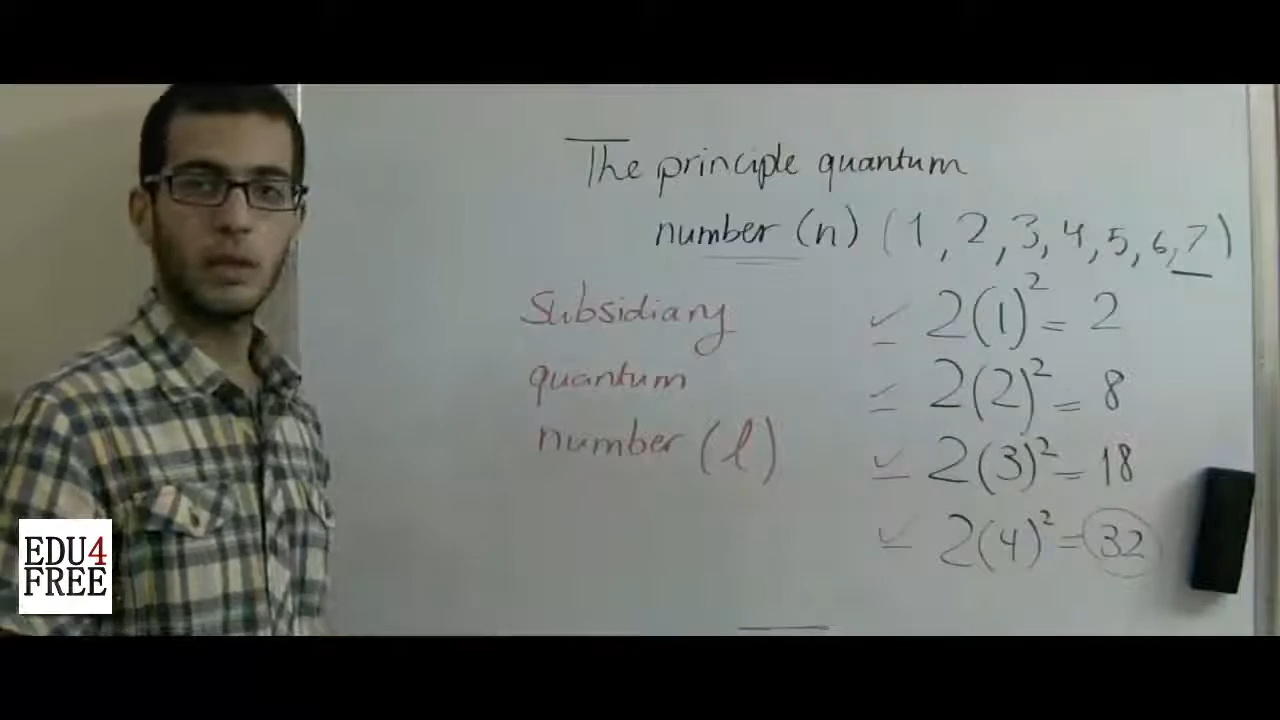 The principle quantum
number (n) (1, 2, 3, 4, 5, 6, 7)
Subsidiary
quantum
number (l)
✓ 2(1)² = 2
✓ 2(2)² = 8
✓ 2(3)² = 18
✓ 2(4)² = 32
EDU4
FREE